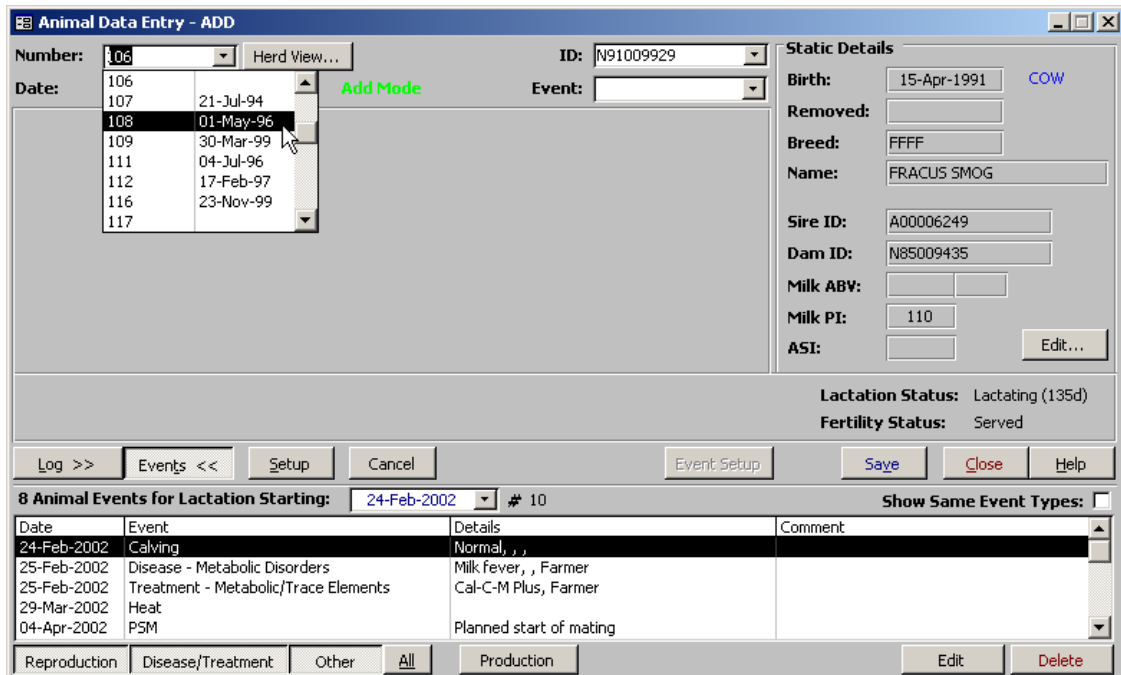 Animal Data Entry - ADD
Number: 106 Herd View... ID: N91009929 Static Details
Date: Add Mode Event: Birth: 15-Apr-1991 COW
106
107 21-Jul-94
108 01-May-96
109 30-Mar-99
111 04-Jul-96
112 17-Feb-97
116 23-Nov-99
117
Removed:
Breed: FFFF
Name: FRACUS SMOG
Sire ID: A00006249
Dam ID: N85009435
Milk ABV:
Milk PI: 110
ASI: Edit...
Lactation Status: Lactating (135d)
Fertility Status: Served
Log >> Events << Setup Cancel Event Setup Save Close Help
8 Animal Events for Lactation Starting: 24-Feb-2002 # 10 Show Same Event Types:
Date Event Details Comment
24-Feb-2002 Calving Normal, , ,
25-Feb-2002 Disease - Metabolic Disorders Milk fever, , Farmer
25-Feb-2002 Treatment - Metabolic/Trace Elements Cal-C-M Plus, Farmer
29-Mar-2002 Heat
04-Apr-2002 PSM Planned start of mating
Reproduction Disease/Treatment Other All Production Edit Delete